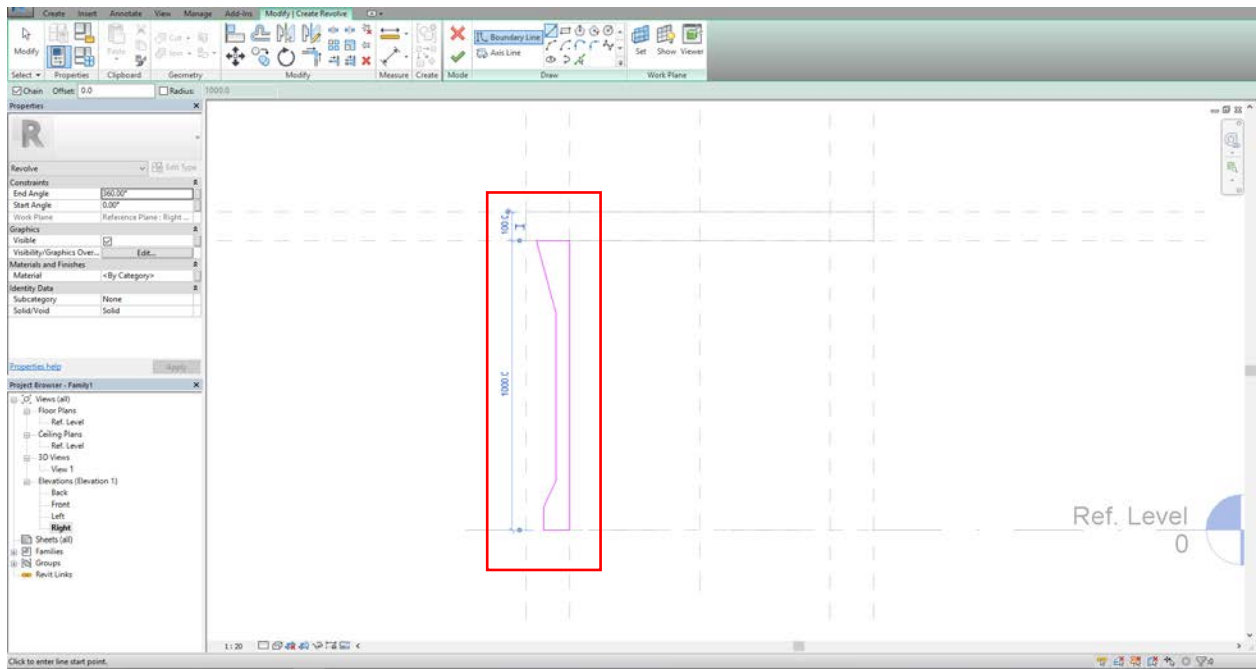 Create Insert Annotate View Manage Add-Ins Modify | Create Revolve
Modify
Paste
Cut
Join
Boundary Line
Axis Line
Set Show Viewer
Select Properties Clipboard Geometry Modify Measure Create Mode Draw Work Plane
Chain Offset: 0.0 Radius: 1000.0
Properties
R
Revolve Edit Type
Constraints
End Angle 360.00°
Start Angle 0.00°
Work Plane Reference Plane : Right ...
Graphics
Visible
Visibility/Graphics Over... Edit...
Materials and Finishes
Material <By Category>
Identity Data
Subcategory None
Solid/Void Solid
Properties help Apply
Project Browser - Family1
Views (all)
Floor Plans
Ref. Level
Ceiling Plans
Ref. Level
3D Views
View 1
Elevations (Elevation 1)
Back
Front
Left
Right
Sheets (all)
Families
Groups
Revit Links
Ref. Level
0
1 : 20
Click to enter line start point.